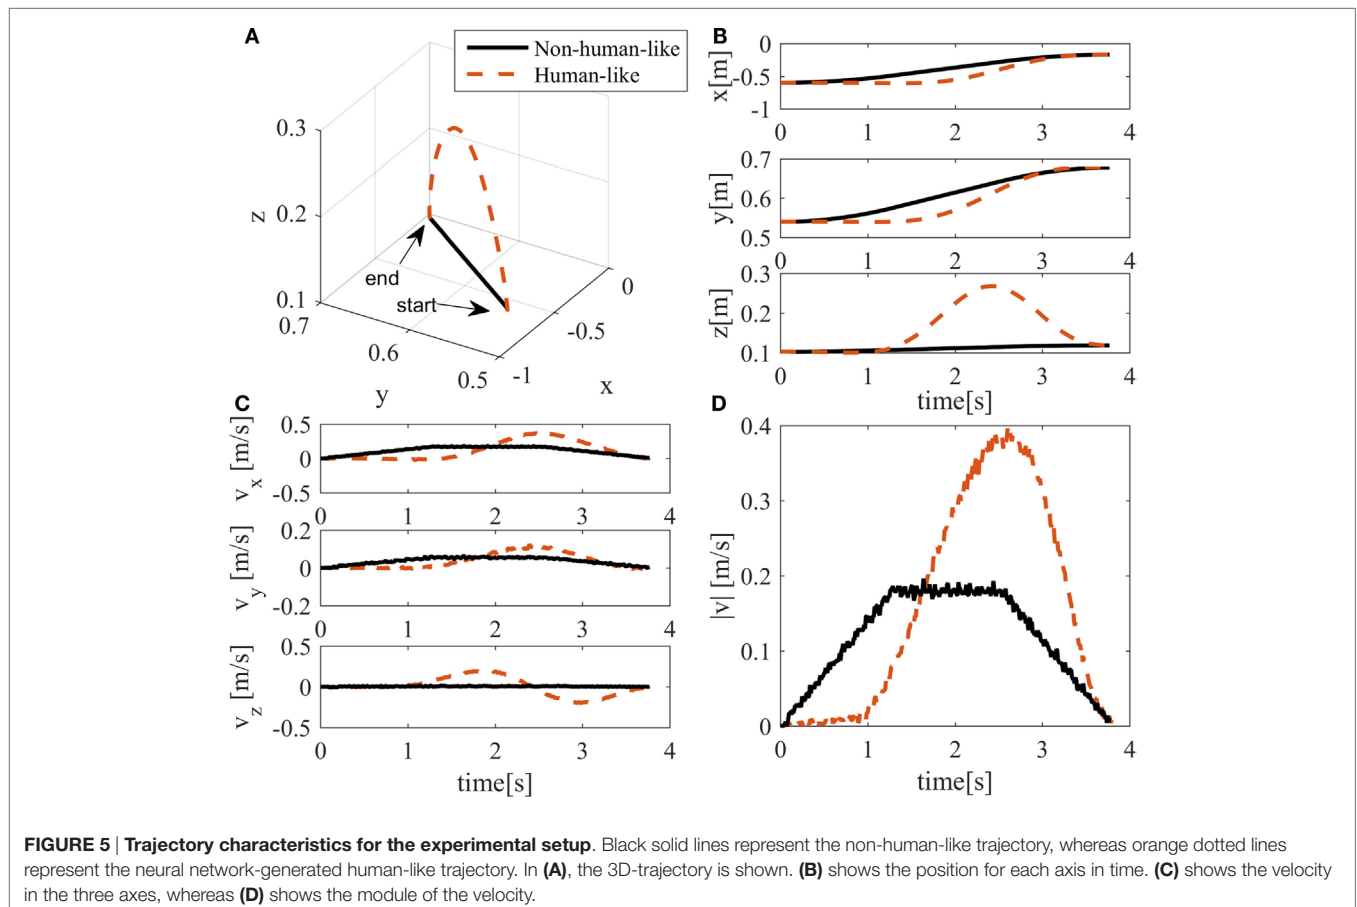 A
Non-human-like
Human-like
0.3
0.2
0.1
z
0.7
0.6
0.5
y
-1
-0.5
0
x
end
start
B
0
-0.5
-1
x[m]
0 1 2 3 4
0.7
0.6
0.5
y[m]
0 1 2 3 4
0.3
0.2
0.1
z[m]
0 1 2 3 4
time[s]
C
0.5
0
-0.5
v_x [m/s]
0 1 2 3 4
0.2
0
-0.2
v_y [m/s]
0 1 2 3 4
0.5
0
-0.5
v_z [m/s]
0 1 2 3 4
time[s]
D
0.4
0.3
0.2
0.1
0
|v| [m/s]
0 1 2 3 4
time[s]
FIGURE 5 | Trajectory characteristics for the experimental setup. Black solid lines represent the non-human-like trajectory, whereas orange dotted lines
represent the neural network-generated human-like trajectory. In (A), the 3D-trajectory is shown. (B) shows the position for each axis in time. (C) shows the velocity
in the three axes, whereas (D) shows the module of the velocity.